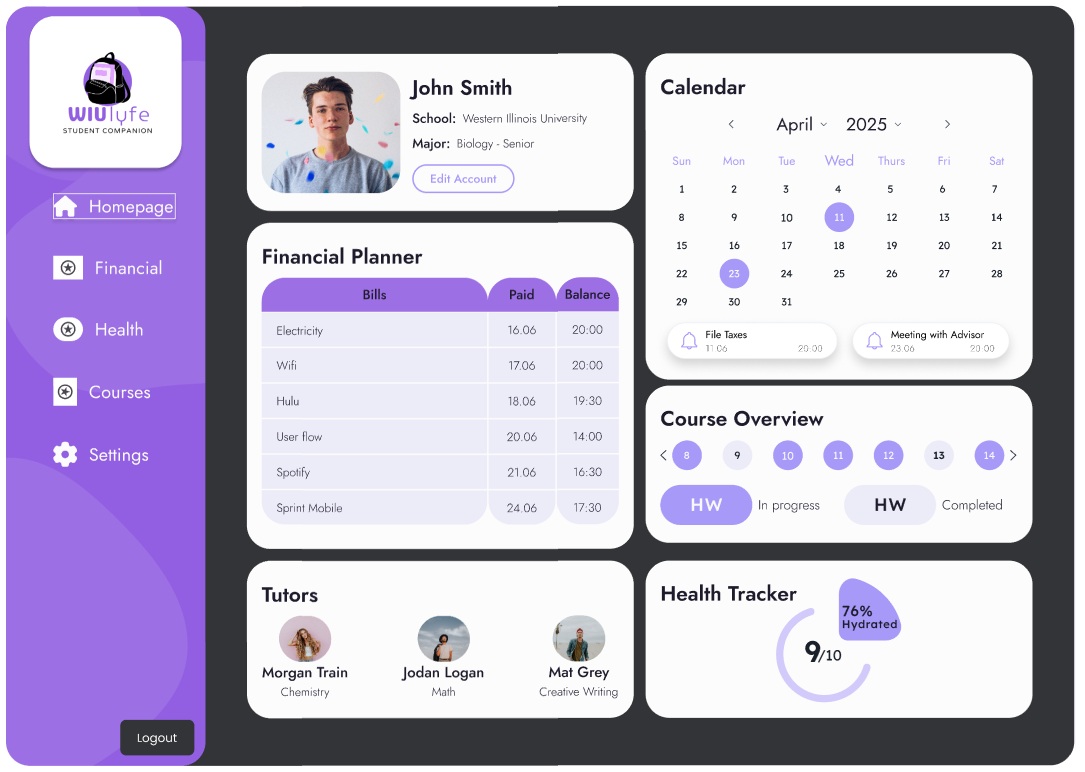 WIUlyfe
STUDENT COMPANION
Homepage
Financial
Health
Courses
Settings
Logout
John Smith
School: Western Illinois University
Major: Biology - Senior
Edit Account
Financial Planner
Bills Paid Balance
Electricity 16.06 20:00
Wifi 17.06 20:00
Hulu 18.06 19:30
User flow 20.06 14:00
Spotify 21.06 16:30
Sprint Mobile 24.06 17:30
Tutors
Morgan Train Jodan Logan Mat Grey
Chemistry Math Creative Writing
Calendar
April 2025
Sun Mon Tue Wed Thurs Fri Sat
1 2 3 4 5 6 7
8 9 10 11 12 13 14
15 16 17 18 19 20 21
22 23 24 25 26 27 28
29 30 31
File Taxes
11.06 20:00
Meeting with Advisor
23.06 20:00
Course Overview
8 9 10 11 12 13 14
HW In progress HW Completed
Health Tracker
76%
Hydrated
9/10